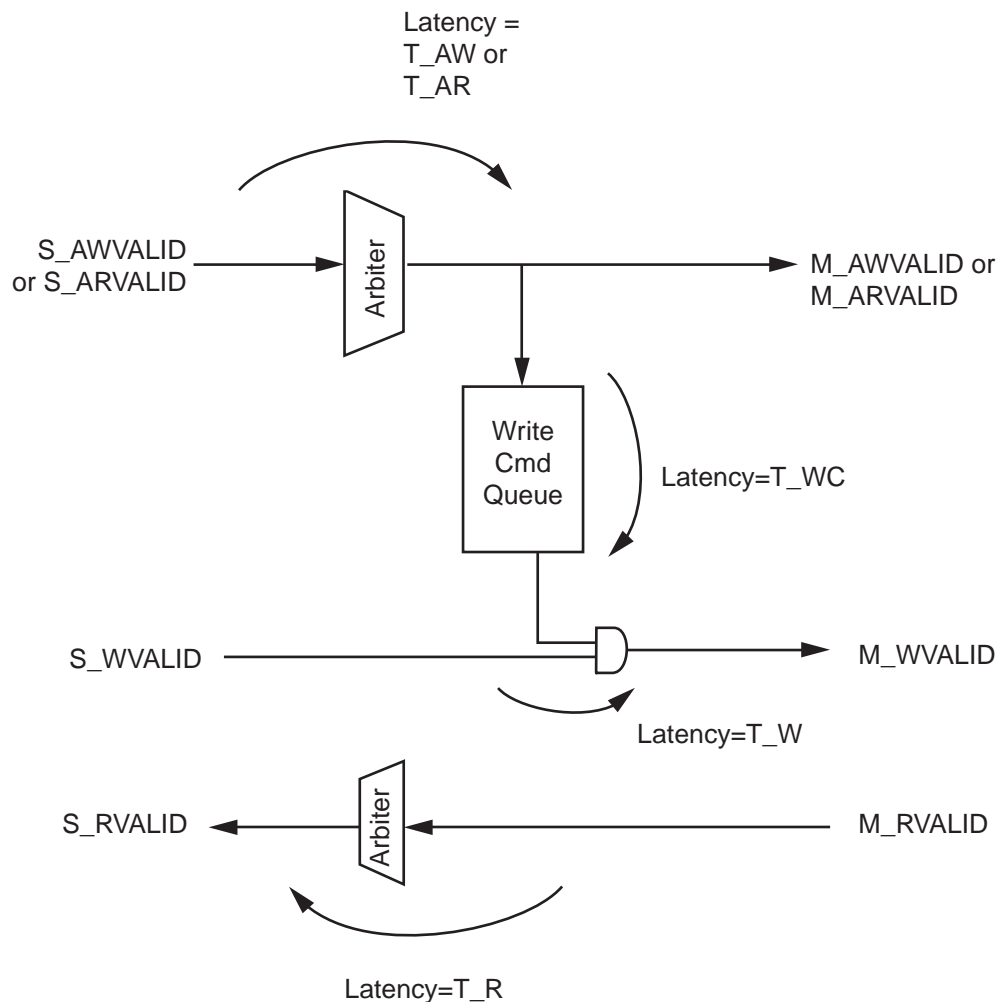 Latency =
T_AW or
T_AR
S_AWVALID
or S_ARVALID
Arbiter
M_AWVALID or
M_ARVALID
Write
Cmd
Queue
Latency=T_WC
S_WVALID
M_WVALID
Latency=T_W
S_RVALID
Arbiter
M_RVALID
Latency=T_R